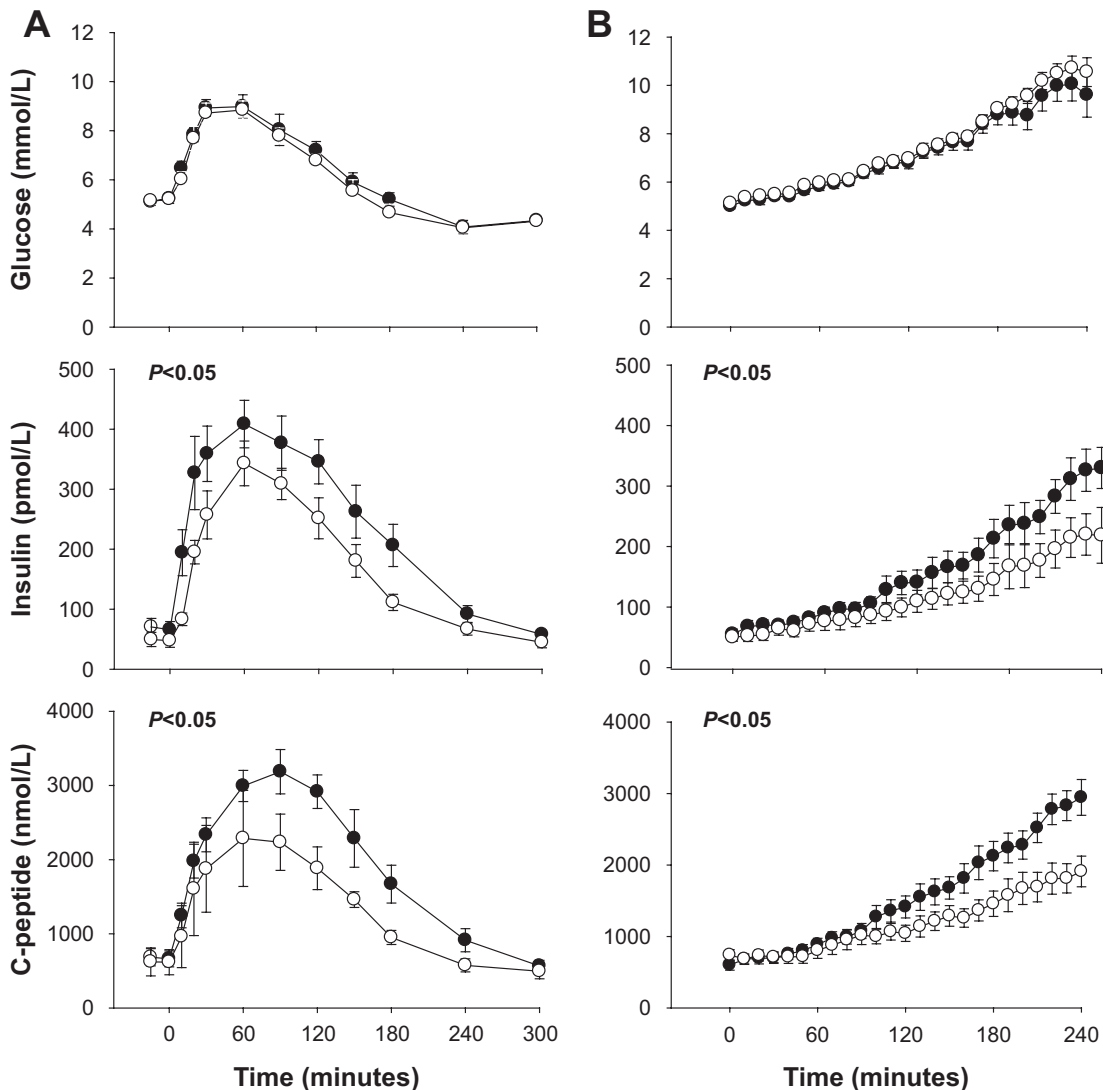 A
B
Glucose (mmol/L)
12
10
8
6
4
2
0
12
10
8
6
4
2
0
Insulin (pmol/L)
P<0.05
500
400
300
200
100
0
P<0.05
500
400
300
200
100
0
C-peptide (nmol/L)
P<0.05
4000
3000
2000
1000
0
P<0.05
4000
3000
2000
1000
0
0 60 120 180 240 300
0 60 120 180 240
Time (minutes)
Time (minutes)